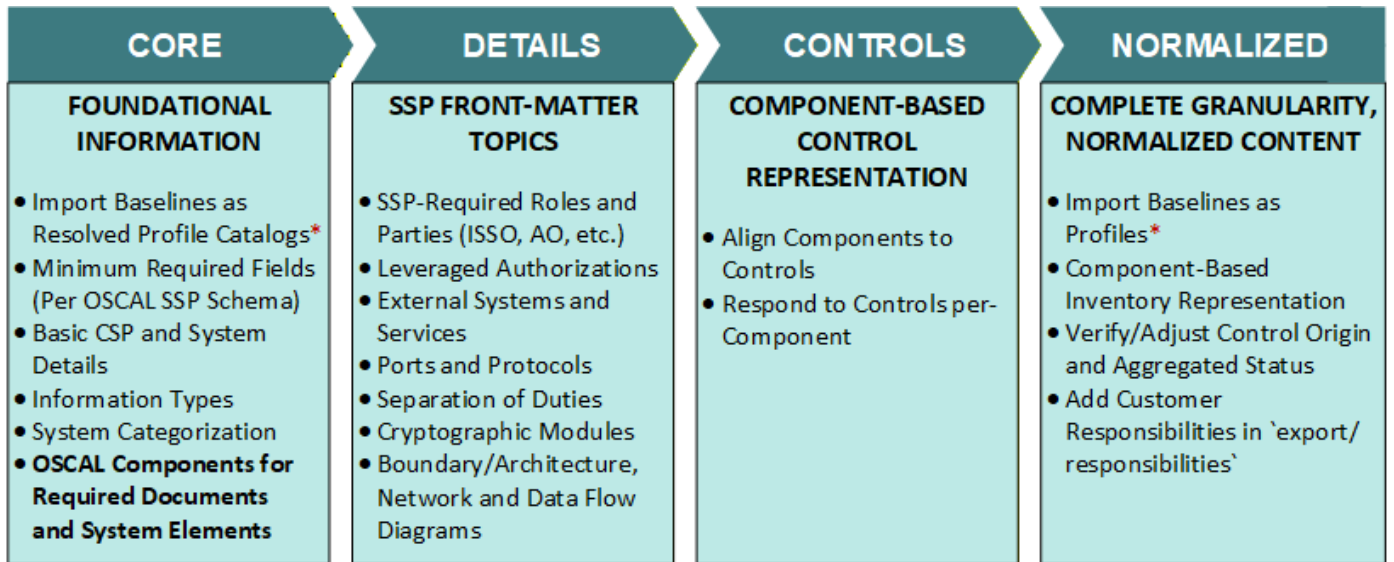 CORE
FOUNDATIONAL
INFORMATION
• Import Baselines as
Resolved Profile Catalogs*
• Minimum Required Fields
(Per OSCAL SSP Schema)
• Basic CSP and System
Details
• Information Types
• System Categorization
• OSCAL Components for
Required Documents
and System Elements
DETAILS
SSP FRONT-MATTER
TOPICS
• SSP-Required Roles and
Parties (ISSO, AO, etc.)
• Leveraged Authorizations
• External Systems and
Services
• Ports and Protocols
• Separation of Duties
• Cryptographic Modules
• Boundary/Architecture,
Network and Data Flow
Diagrams
CONTROLS
COMPONENT-BASED
CONTROL
REPRESENTATION
• Align Components to
Controls
• Respond to Controls per-
Component
NORMALIZED
COMPLETE GRANULARITY,
NORMALIZED CONTENT
• Import Baselines as
Profiles*
• Component-Based
Inventory Representation
• Verify/Adjust Control Origin
and Aggregated Status
• Add Customer
Responsibilities in `export/
responsibilities`